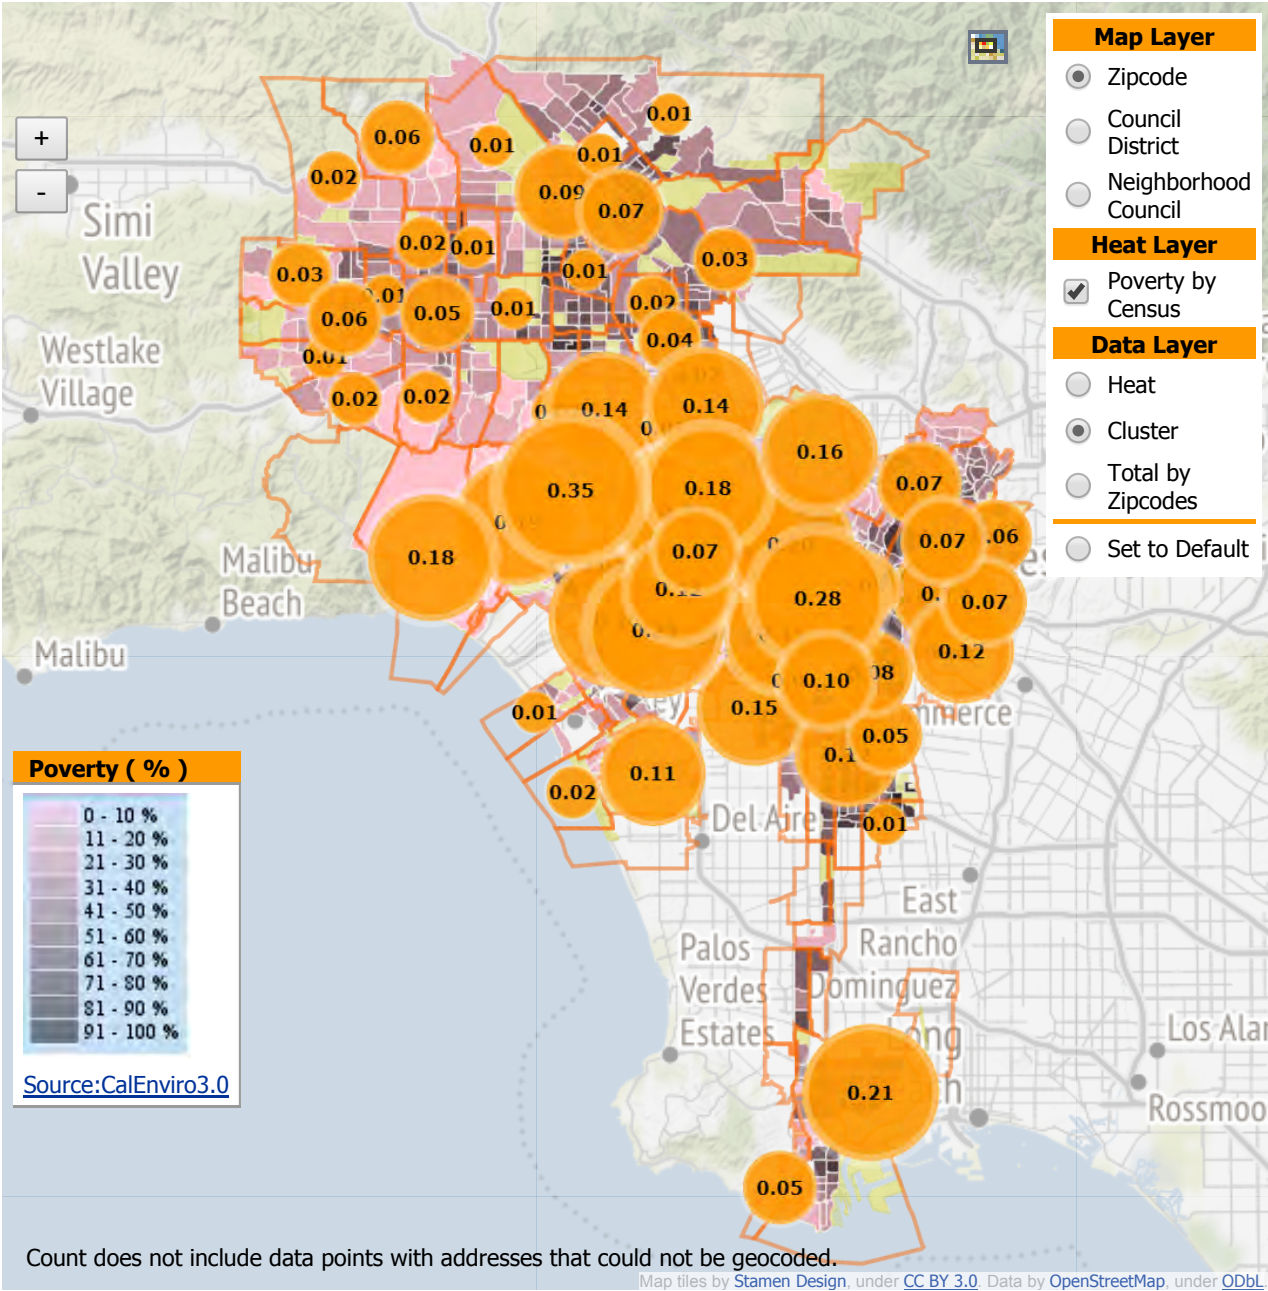 Map Layer
Zipcode
Council
District
Neighborhood
Council
Heat Layer
Poverty by
Census
Data Layer
Heat
Cluster
Total by
Zipcodes
Set to Default
+
-
Simi
Valley
Westlake
Village
Malibu
Beach
Malibu
0.01
0.06
0.01
0.01
0.02
0.09
0.07
0.02
0.01
0.03
0.03
0.01
0.06
0.05
0.01
0.02
0.04
0.01
0.02
0.02
0.14
0.14
0.16
0.35
0.18
0.07
0.18
0.07
0.07
.06
0.28
0.07
0.12
0.10
0.15
0.05
0.01
0.11
0.02
0.01
Del Aire
East
Rancho
Dominguez
Palos
Verdes
Estates
Long
Los Alar
Rossmoo
0.21
0.05
Poverty ( % )
0 - 10 %
11 - 20 %
21 - 30 %
31 - 40 %
41 - 50 %
51 - 60 %
61 - 70 %
71 - 80 %
81 - 90 %
91 - 100 %
Source:CalEnviro3.0
Count does not include data points with addresses that could not be geocoded.
Map tiles by Stamen Design, under CC BY 3.0. Data by OpenStreetMap, under ODbL.